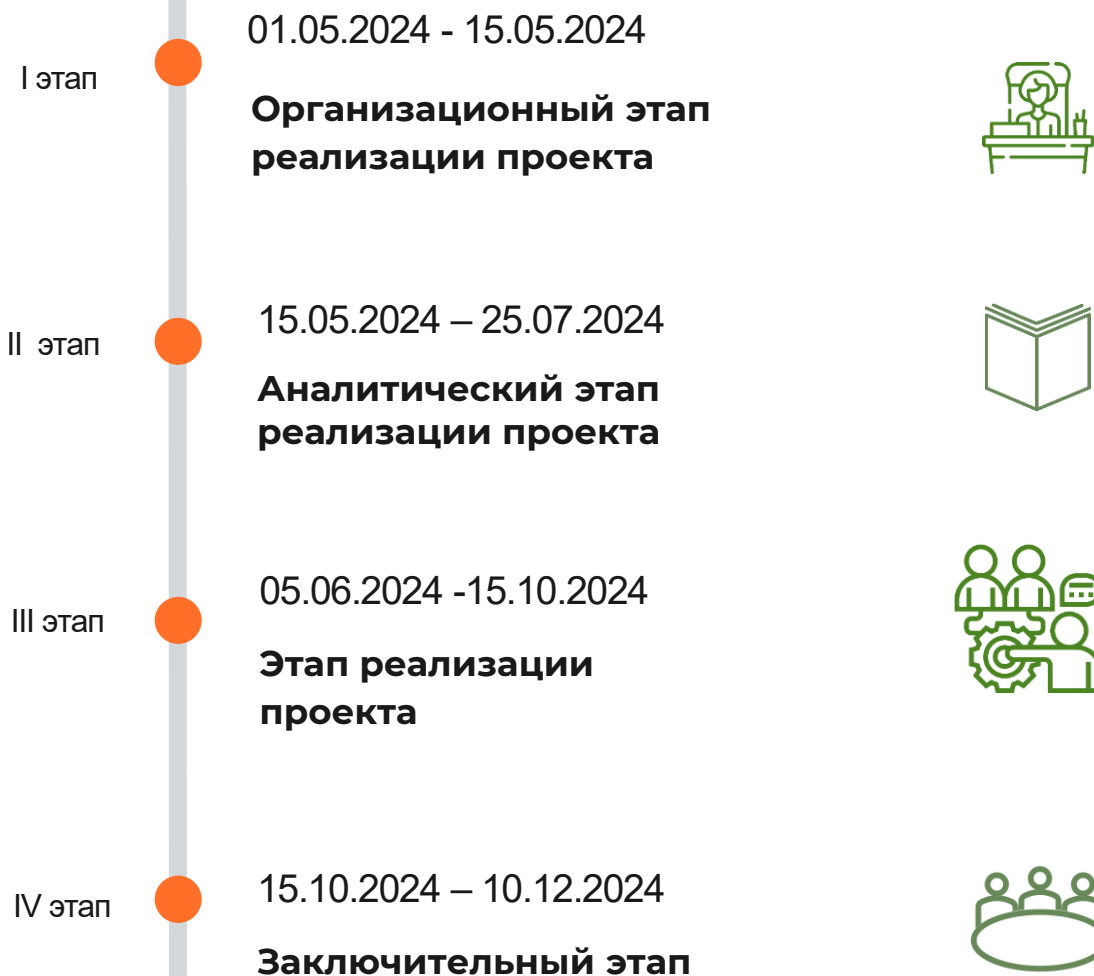 01.05.2024 - 15.05.2024
I этап
Организационный этап
реализации проекта
15.05.2024 – 25.07.2024
II этап
Аналитический этап
реализации проекта
05.06.2024 -15.10.2024
III этап
Этап реализации
проекта
15.10.2024 – 10.12.2024
IV этап
Заключительный этап